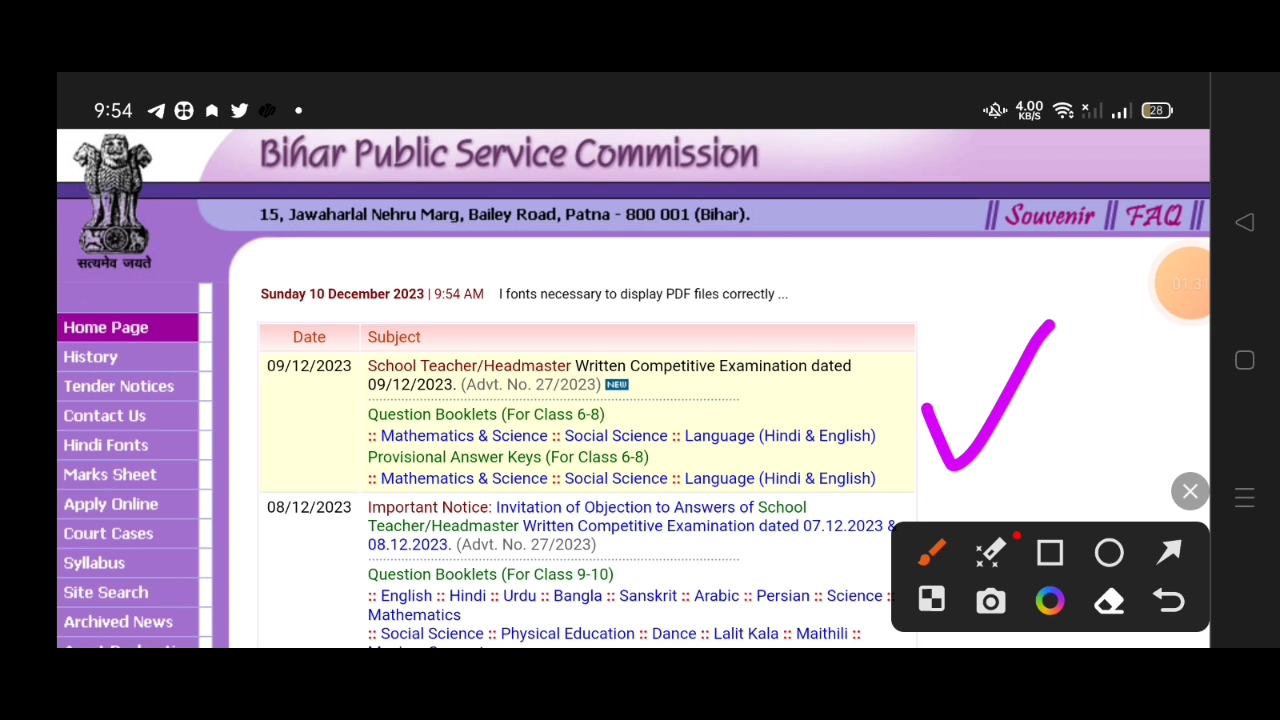 9:54
4.00
KB/S
28
Bihar Public Service Commission
15, Jawaharlal Nehru Marg, Bailey Road, Patna - 800 001 (Bihar).
|| Souvenir || FAQ ||
सत्यमेव जयते
01:31
Sunday 10 December 2023 | 9:54 AM I fonts necessary to display PDF files correctly ...
Home Page
History
Tender Notices
Contact Us
Hindi Fonts
Marks Sheet
Apply Online
Court Cases
Syllabus
Site Search
Archived News
Date Subject
09/12/2023 School Teacher/Headmaster Written Competitive Examination dated
09/12/2023. (Advt. No. 27/2023) NEW
Question Booklets (For Class 6-8)
:: Mathematics & Science :: Social Science :: Language (Hindi & English)
Provisional Answer Keys (For Class 6-8)
:: Mathematics & Science :: Social Science :: Language (Hindi & English)
08/12/2023 Important Notice: Invitation of Objection to Answers of School
Teacher/Headmaster Written Competitive Examination dated 07.12.2023 &
08.12.2023. (Advt. No. 27/2023)
Question Booklets (For Class 9-10)
:: English :: Hindi :: Urdu :: Bangla :: Sanskrit :: Arabic :: Persian :: Science ::
Mathematics
:: Social Science :: Physical Education :: Dance :: Lalit Kala :: Maithili ::